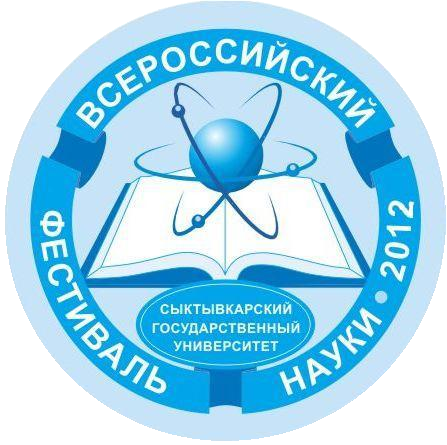 ВСЕРОССИЙСКИЙ
ФЕСТИВАЛЬ
НАУКИ • 2012
СЫКТЫВКАРСКИЙ
ГОСУДАРСТВЕННЫЙ
УНИВЕРСИТЕТ